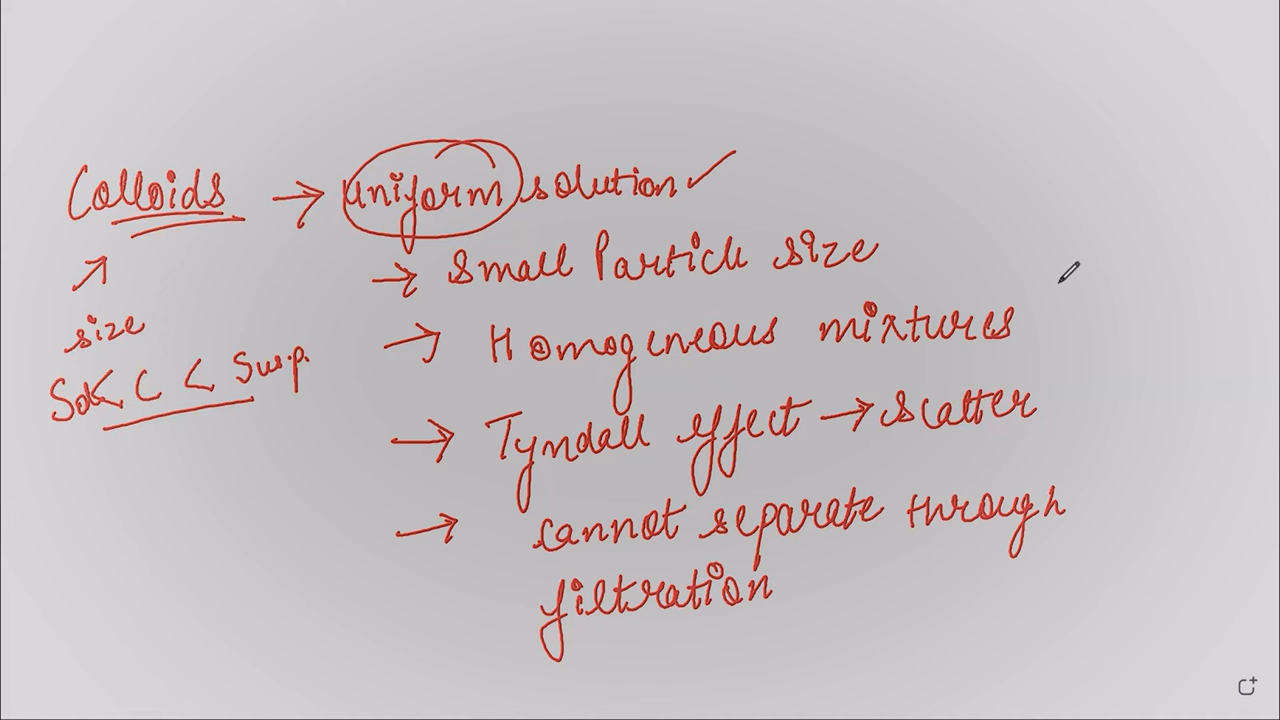 Colloids → uniform solution ✓
→ Small Particle size
size
→ Homogeneous mixtures
Sol< C < Susp.
→ Tyndall effect → scatter
→ cannot separate through
filtration